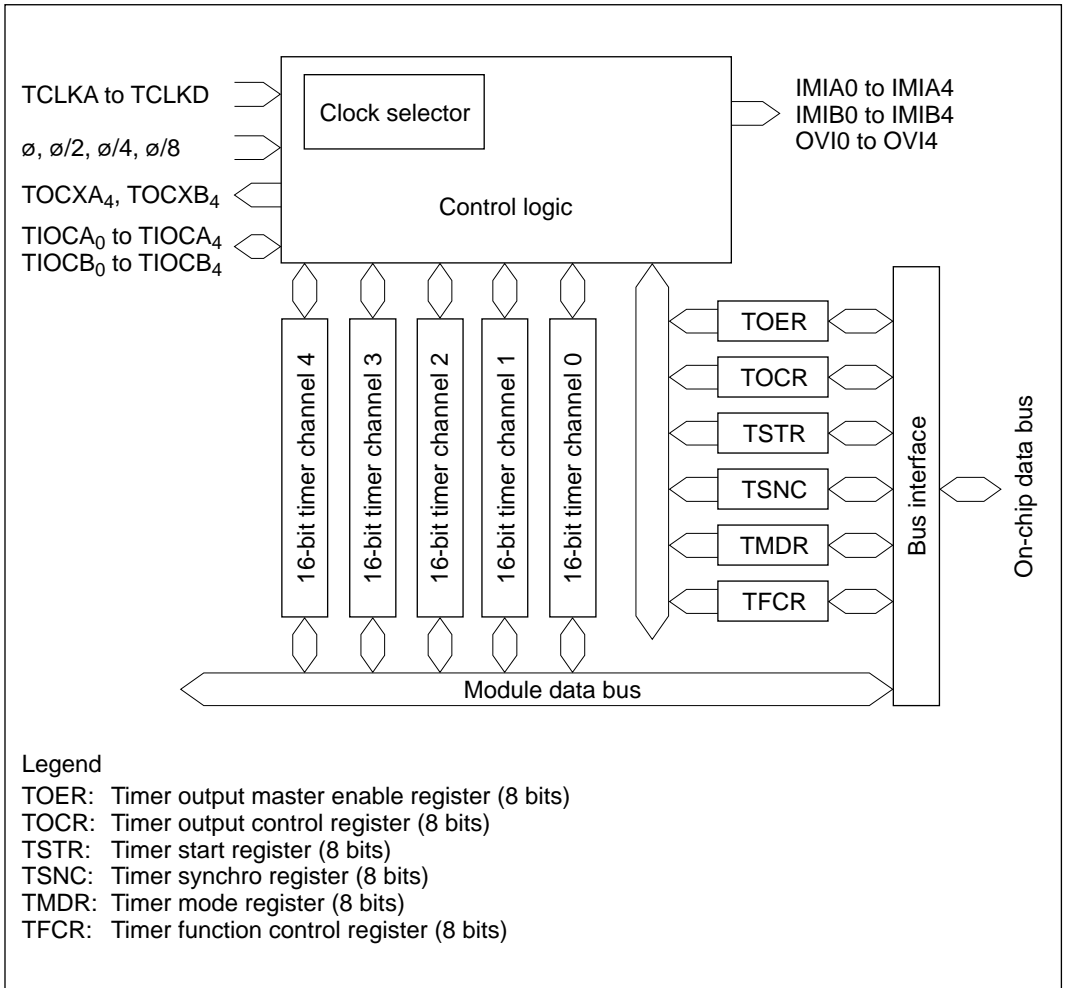 TCLKA to TCLKD
ø, ø/2, ø/4, ø/8
TOCXA4, TOCXB4
TIOCA0 to TIOCA4
TIOCB0 to TIOCB4
Clock selector
Control logic
IMIA0 to IMIA4
IMIB0 to IMIB4
OVI0 to OVI4
16-bit timer channel 4
16-bit timer channel 3
16-bit timer channel 2
16-bit timer channel 1
16-bit timer channel 0
TOER
TOCR
TSTR
TSNC
TMDR
TFCR
Bus interface
On-chip data bus
Module data bus
Legend
TOER: Timer output master enable register (8 bits)
TOCR: Timer output control register (8 bits)
TSTR: Timer start register (8 bits)
TSNC: Timer synchro register (8 bits)
TMDR: Timer mode register (8 bits)
TFCR: Timer function control register (8 bits)